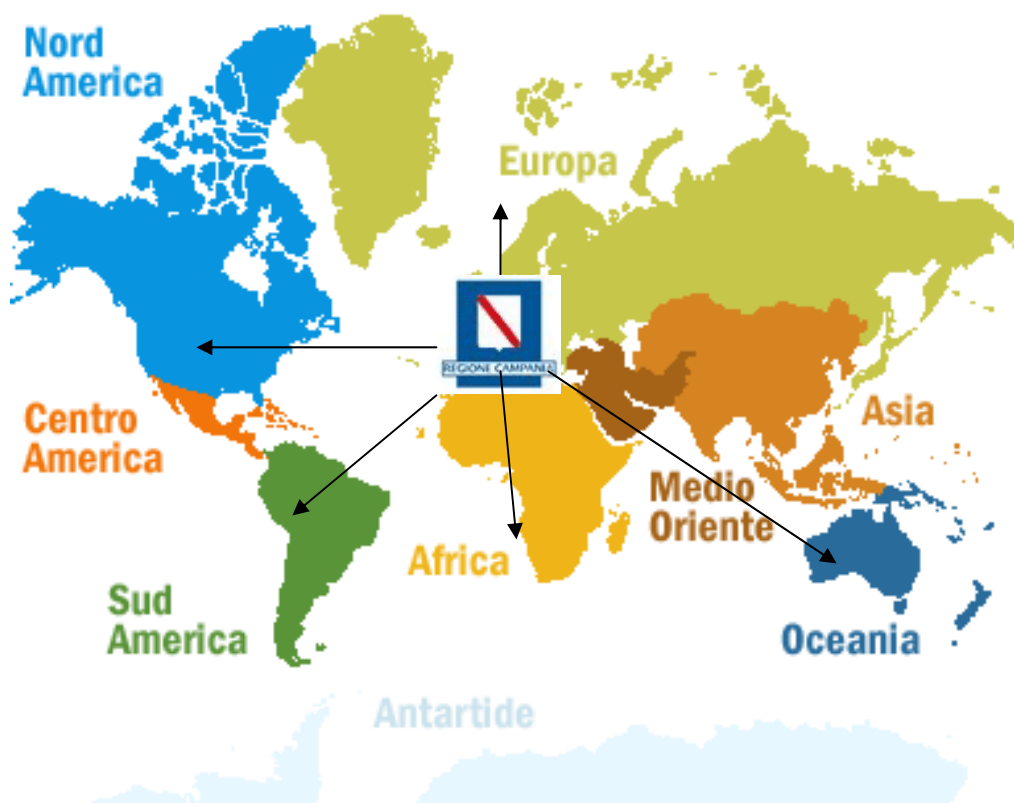 Nord
America
Europa
REGIONE CAMPANIA
Centro
America
Asia
Medio
Oriente
Africa
Sud
America
Oceania
Antartide